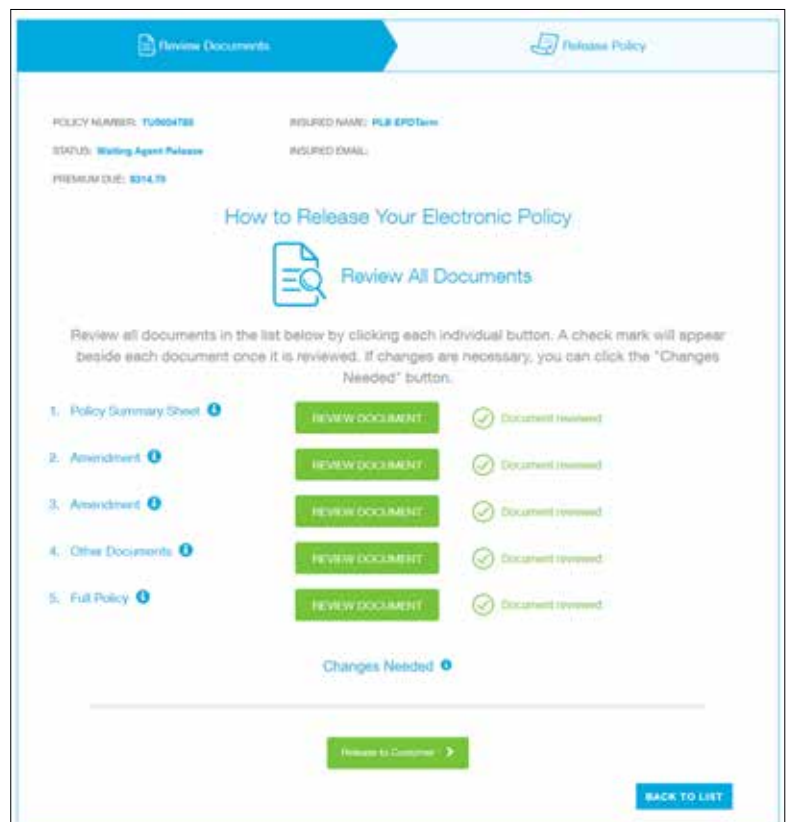 Review Documents
Release Policy
POLICY NUMBER: TU9004788
INSURED NAME: PLB EPDTerm
STATUS: Waiting Agent Release
INSURED EMAIL:
PREMIUM DUE: $314.79
How to Release Your Electronic Policy
Review All Documents
Review all documents in the list below by clicking each individual button. A check mark will appear
beside each document once it is reviewed. If changes are necessary, you can click the "Changes
Needed" button.
1. Policy Summary Sheet
REVIEW DOCUMENT
Document reviewed
2. Amendment
REVIEW DOCUMENT
Document reviewed
3. Amendment
REVIEW DOCUMENT
Document reviewed
4. Other Documents
REVIEW DOCUMENT
Document reviewed
5. Full Policy
REVIEW DOCUMENT
Document reviewed
Changes Needed
Release to Customer
BACK TO LIST